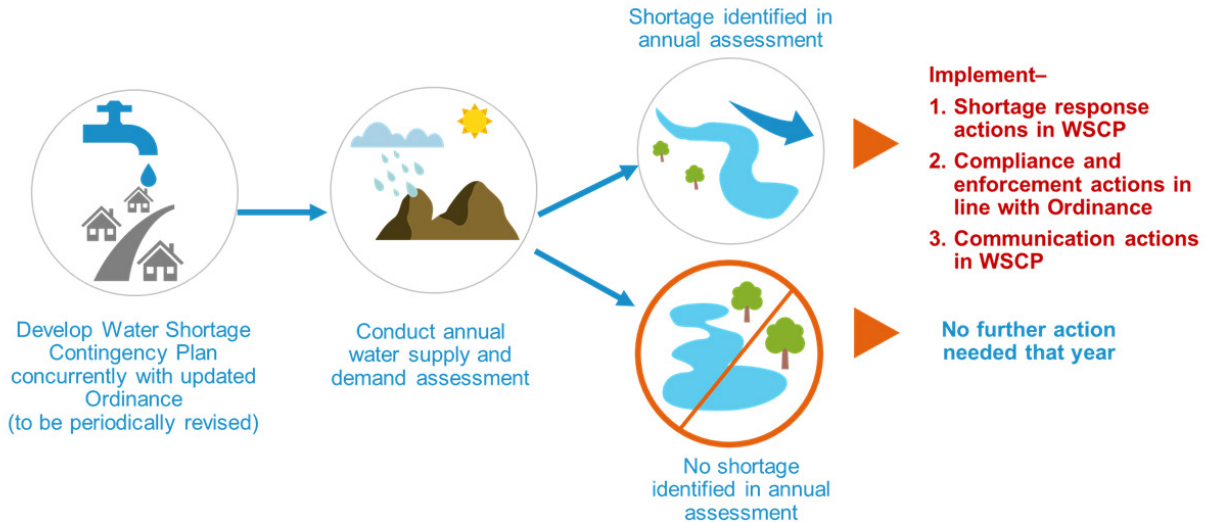 Develop Water Shortage
Contingency Plan
concurrently with updated
Ordinance
(to be periodically revised)
Conduct annual
water supply and
demand assessment
Shortage identified in
annual assessment
No shortage
identified in annual
assessment
Implement–
1. Shortage response
actions in WSCP
2. Compliance and
enforcement actions in
line with Ordinance
3. Communication actions
in WSCP
No further action
needed that year